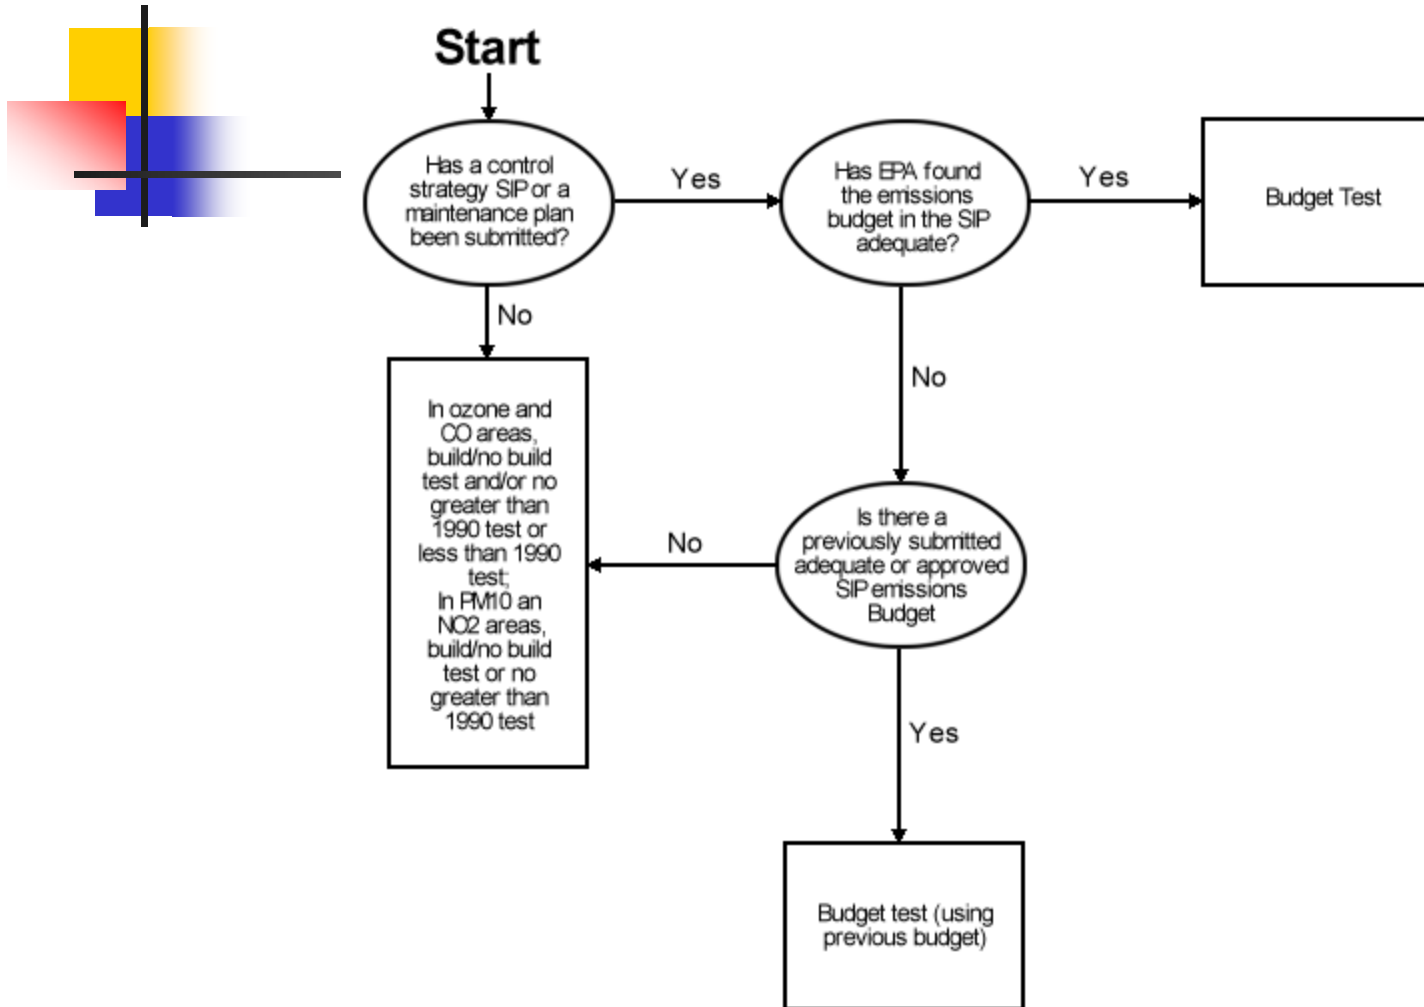 Start
Has a control
strategy SIP or a
maintenance plan
been submitted?
Yes
Has EPA found
the emissions
budget in the SIP
adequate?
Yes
Budget Test
No
In ozone and
CO areas,
build/no build
test and/or no
greater than
1990 test or
less than 1990
test;
In PM10 an
NO2 areas,
build/no build
test or no
greater than
1990 test
No
Is there a
previously submitted
adequate or approved
SIP emissions
Budget
No
Yes
Budget test (using
previous budget)